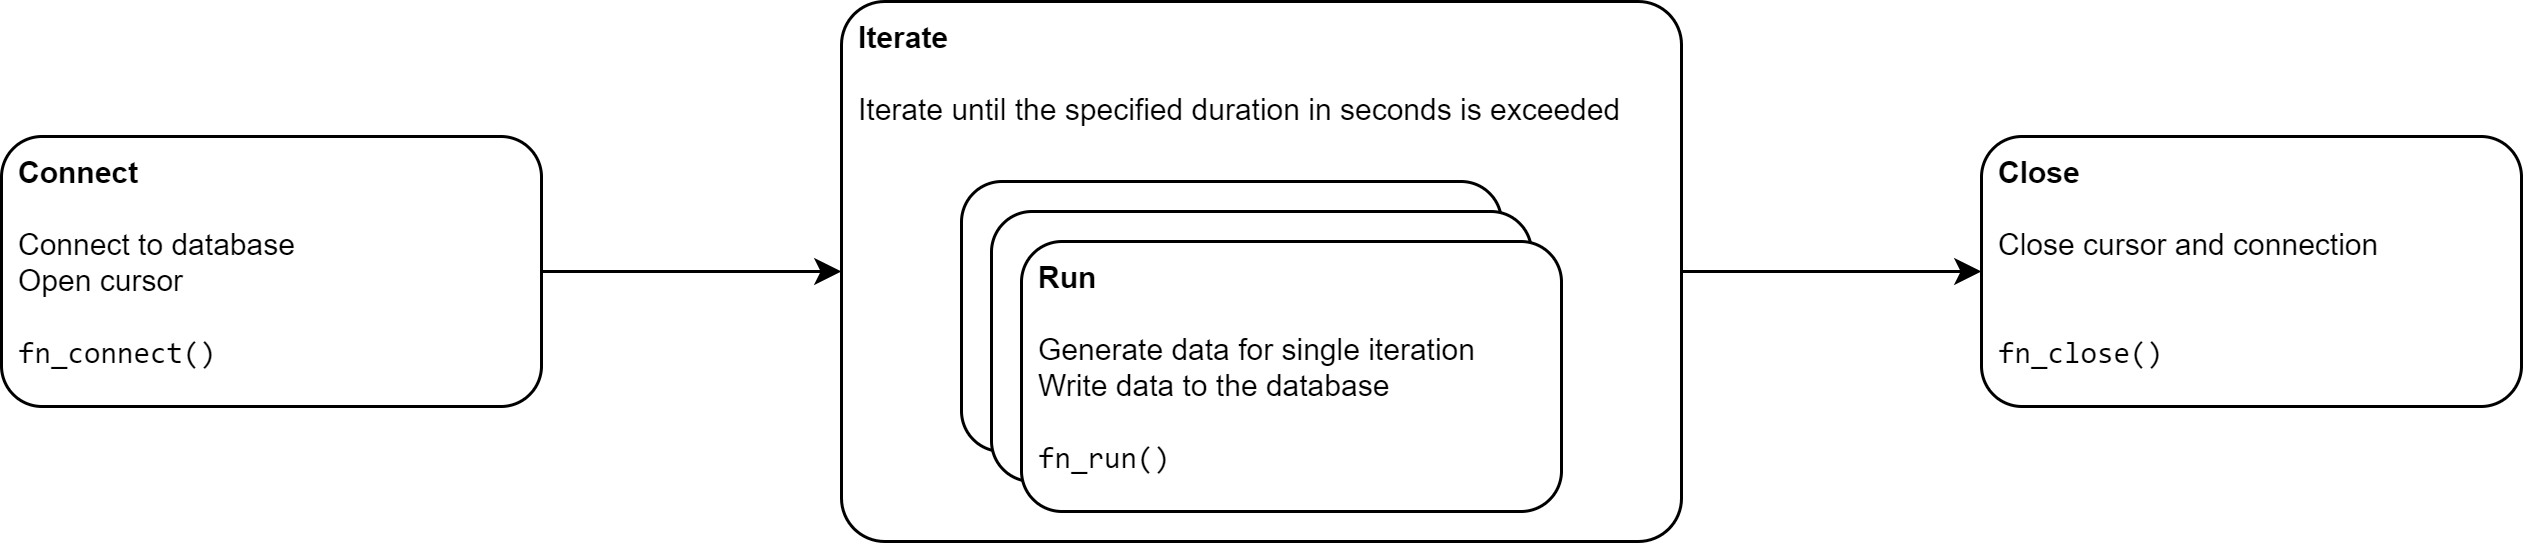 Connect
Connect to database
Open cursor
fn_connect()
Iterate
Iterate until the specified duration in seconds is exceeded
Run
Generate data for single iteration
Write data to the database
fn_run()
Close
Close cursor and connection
fn_close()